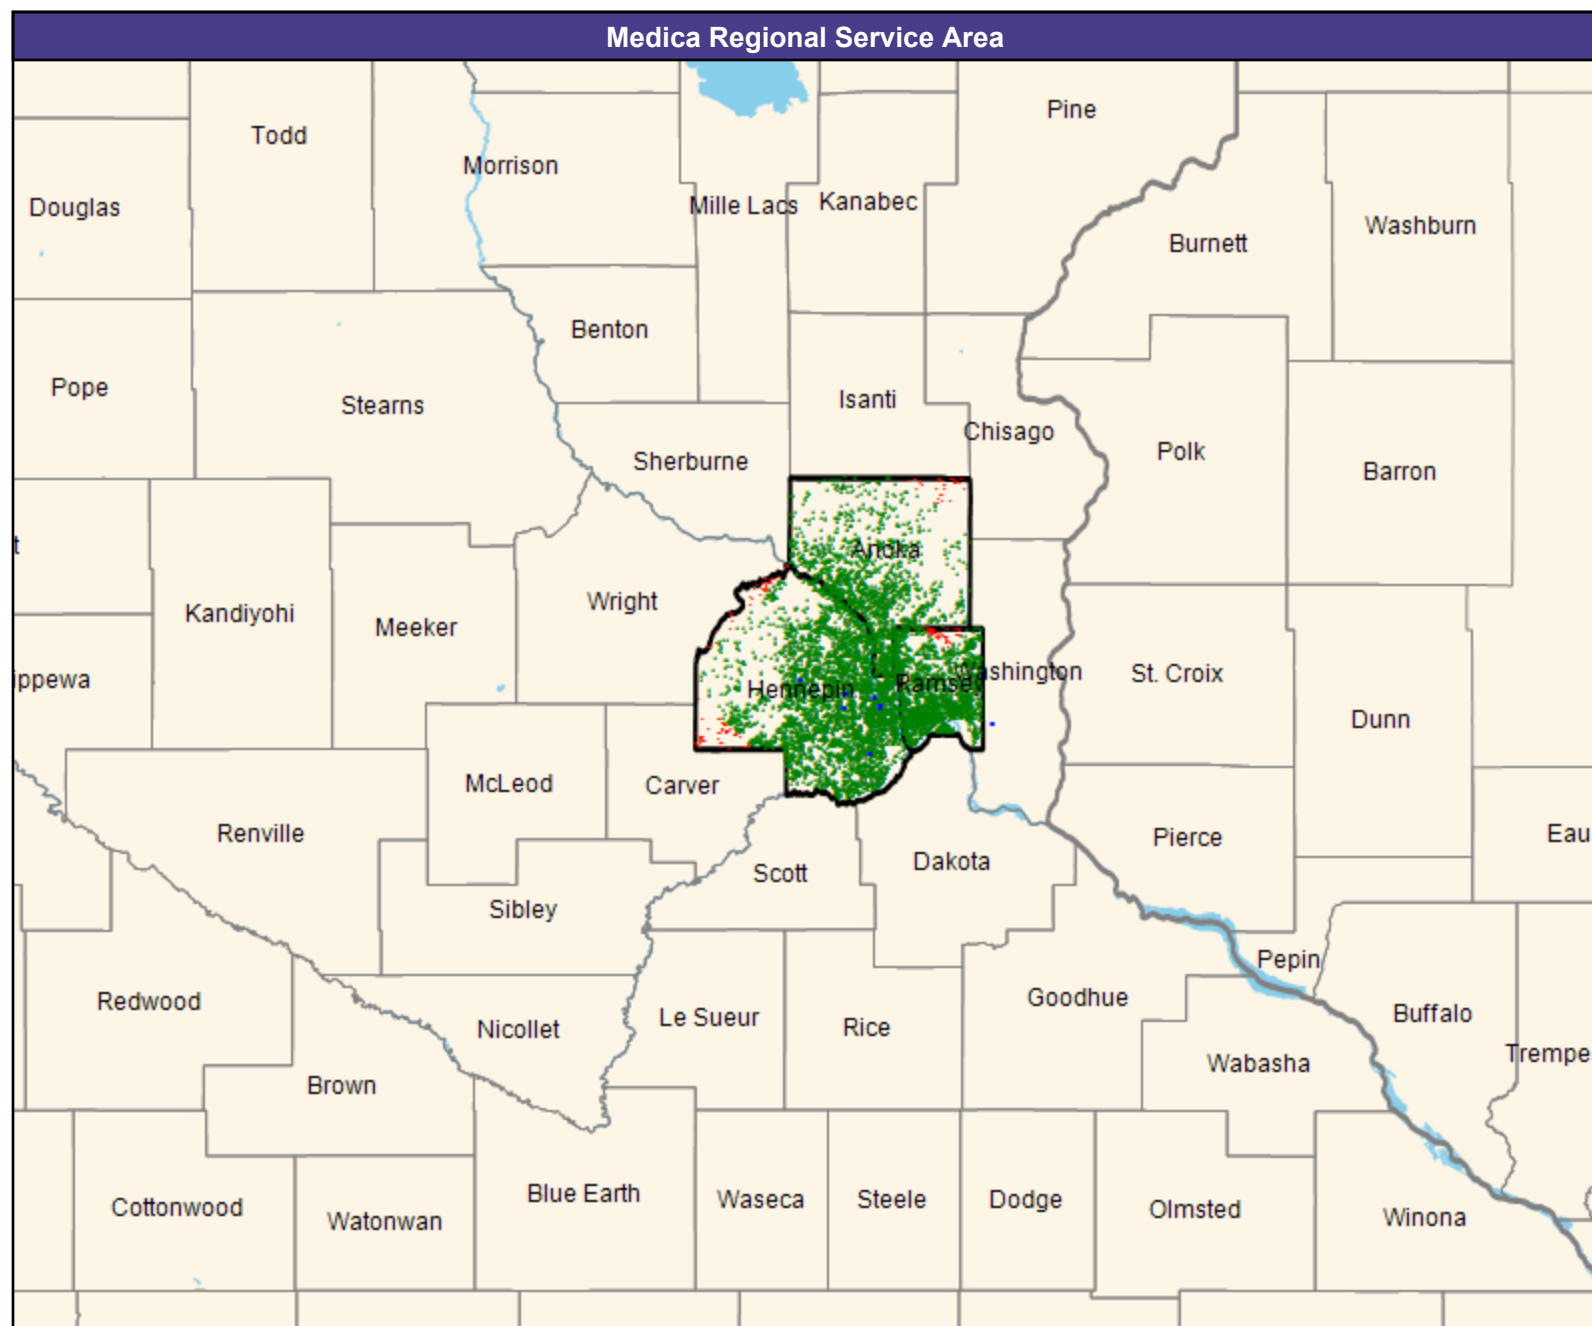 Medica Regional Service Area
Pine
Todd
Morrison
Mille Lacs
Kanabec
Douglas
Washburn
Burnett
Benton
Pope
Stearns
Isanti
Chisago
Polk
Sherburne
Barron
t
Anoka
Wright
Kandiyohi
Meeker
ippewa
Hennepin
Ramsey
Washington
St. Croix
Dunn
McLeod
Carver
Renville
Pierce
Eau
Scott
Dakota
Sibley
Pepin
Redwood
Goodhue
Nicollet
Le Sueur
Rice
Buffalo
Trempe
Wabasha
Brown
Cottonwood
Watonwan
Blue Earth
Waseca
Steele
Dodge
Olmsted
Winona